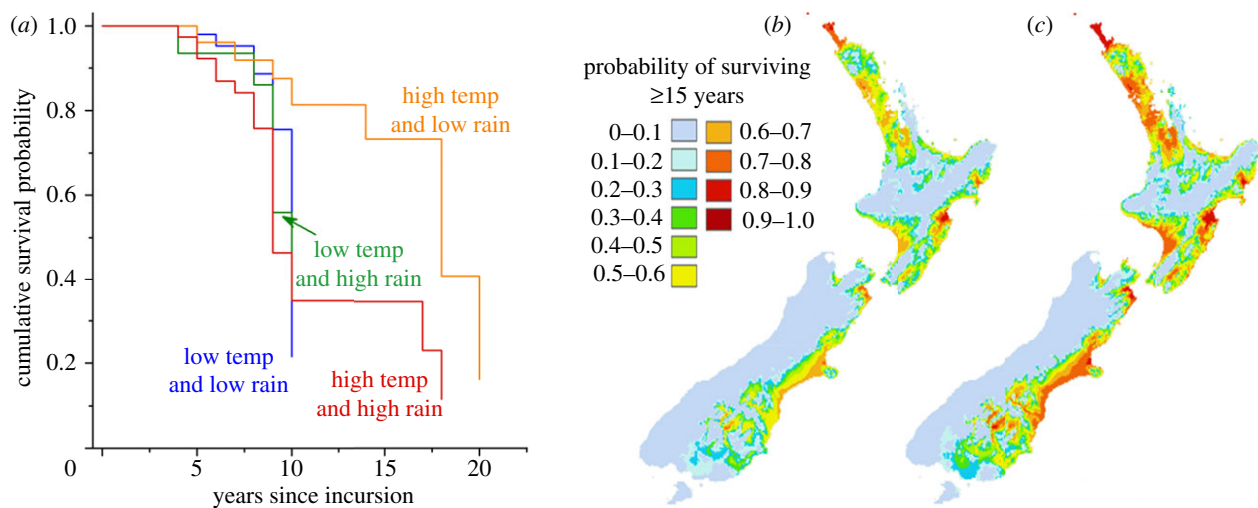 (a)
1.0
0.8
0.6
0.4
0.2
0
5
10
15
20
cumulative survival probability
years since incursion
high temp
and low rain
low temp
and high rain
low temp
and low rain
high temp
and high rain
(b)
(c)
probability of surviving
≥15 years
0–0.1
0.1–0.2
0.2–0.3
0.3–0.4
0.4–0.5
0.5–0.6
0.6–0.7
0.7–0.8
0.8–0.9
0.9–1.0